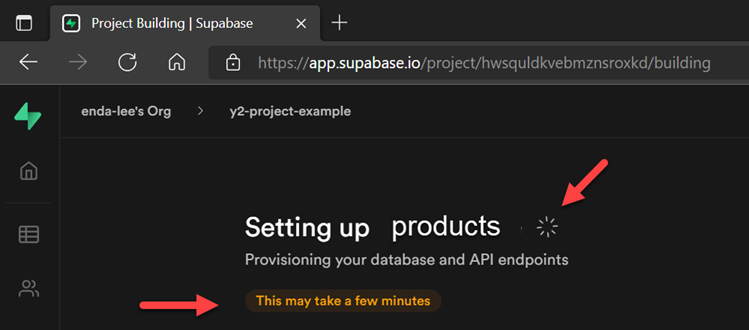 Project Building | Supabase
https://app.supabase.io/project/hwsquldkvebmznsroxkd/building
enda-lee's Org > y2-project-example
Setting up products
Provisioning your database and API endpoints
This may take a few minutes